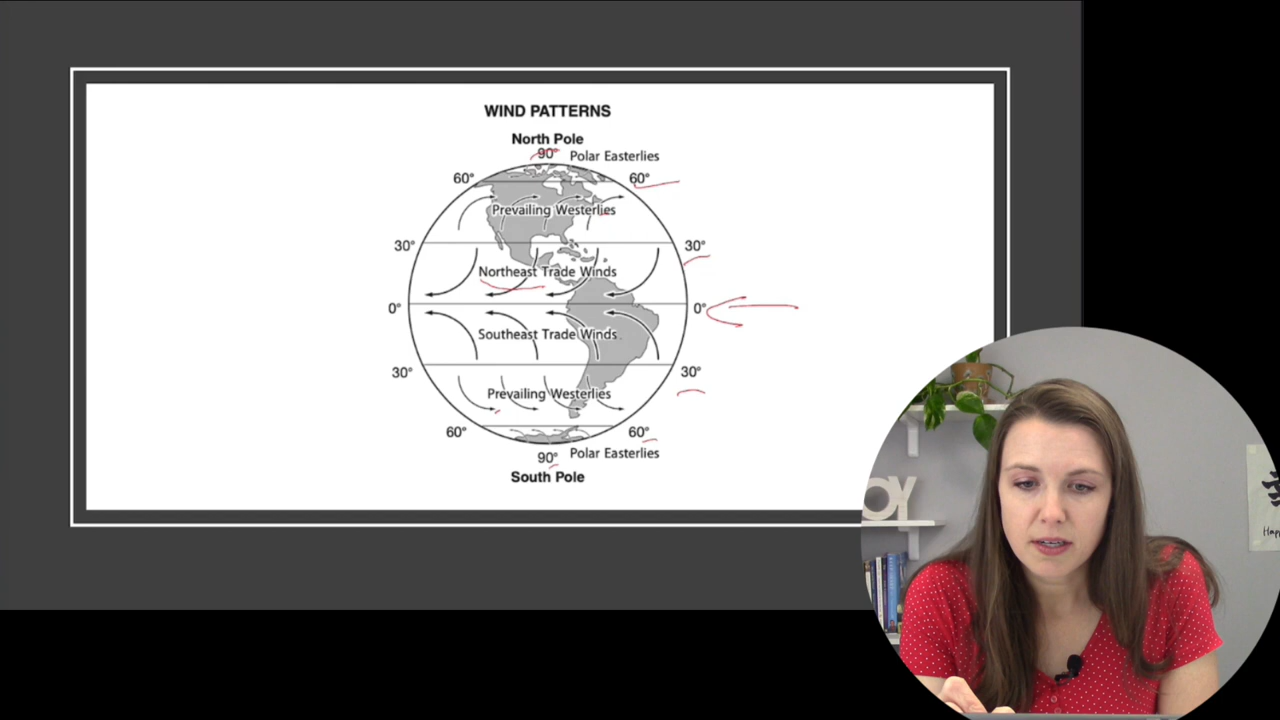 WIND PATTERNS
North Pole
90° Polar Easterlies
60° 60°
Prevailing Westerlies
30° 30°
Northeast Trade Winds
0° 0°
Southeast Trade Winds
30° 30°
Prevailing Westerlies
60° 60°
90° Polar Easterlies
South Pole
OY